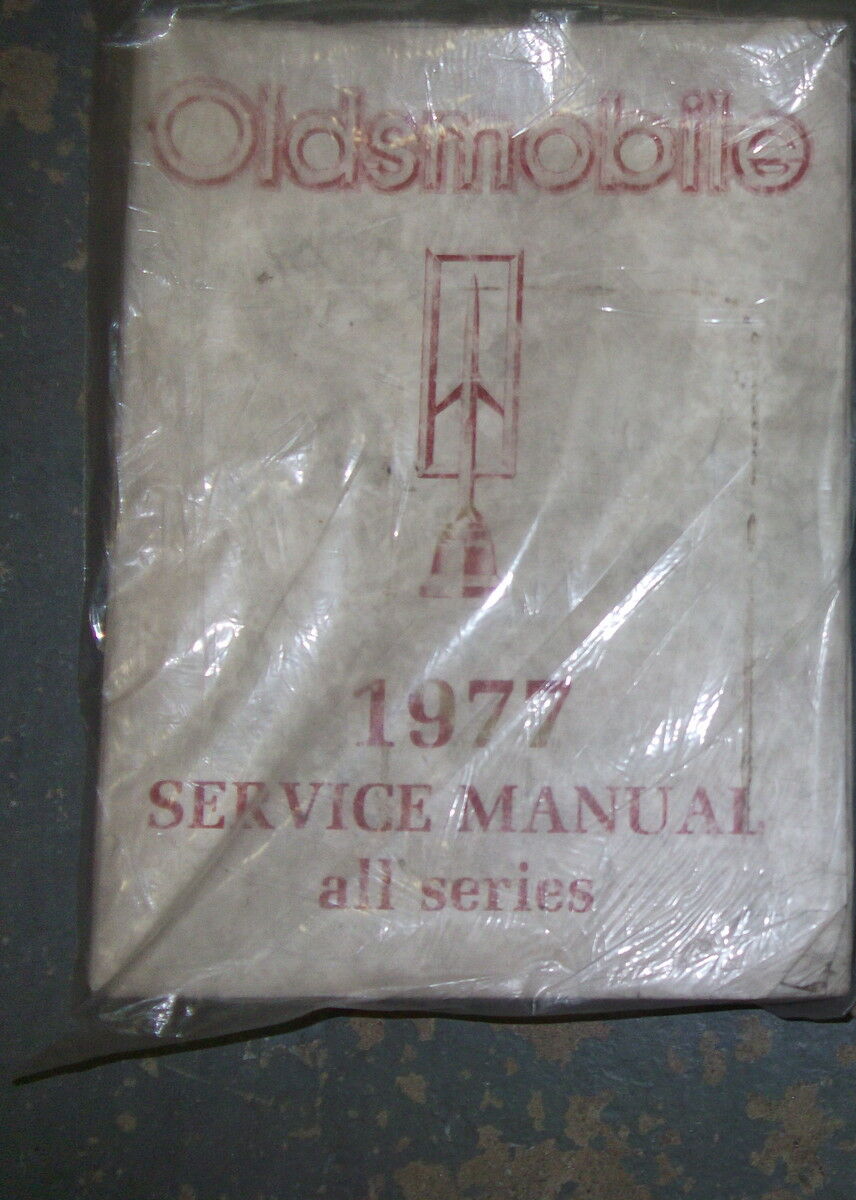 Oldsmobile
1977
SERVICE MANUAL
all series